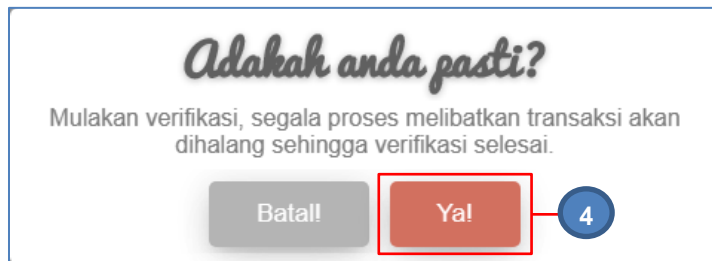 Adakah anda pasti?
Mulakan verifikasi, segala proses melibatkan transaksi akan
dihalang sehingga verifikasi selesai.
Batal!
Ya!
4